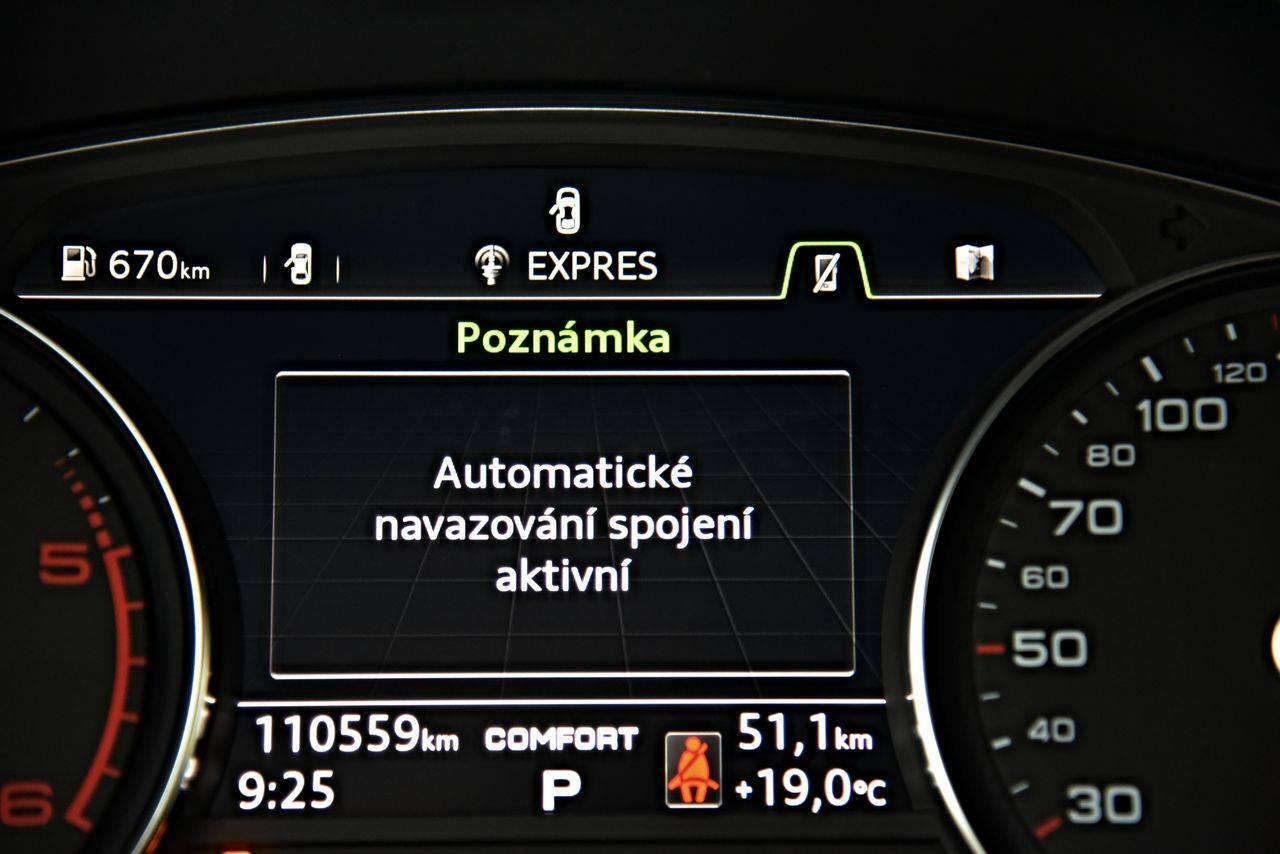 670km
EXPRES
Poznámka
Automatické
navazování spojení
aktivní
110559km
COMFORT
51,1km
9:25
P
+19,0°C
5
6
120
100
80
70
60
50
40
30